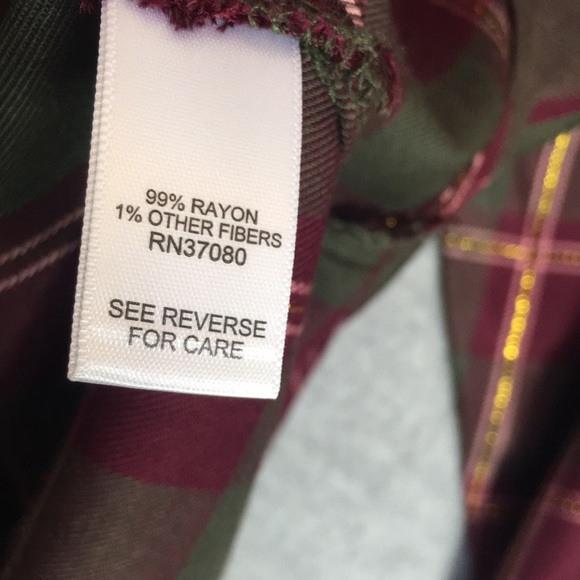 99% RAYON
1% OTHER FIBERS
RN37080
SEE REVERSE
FOR CARE